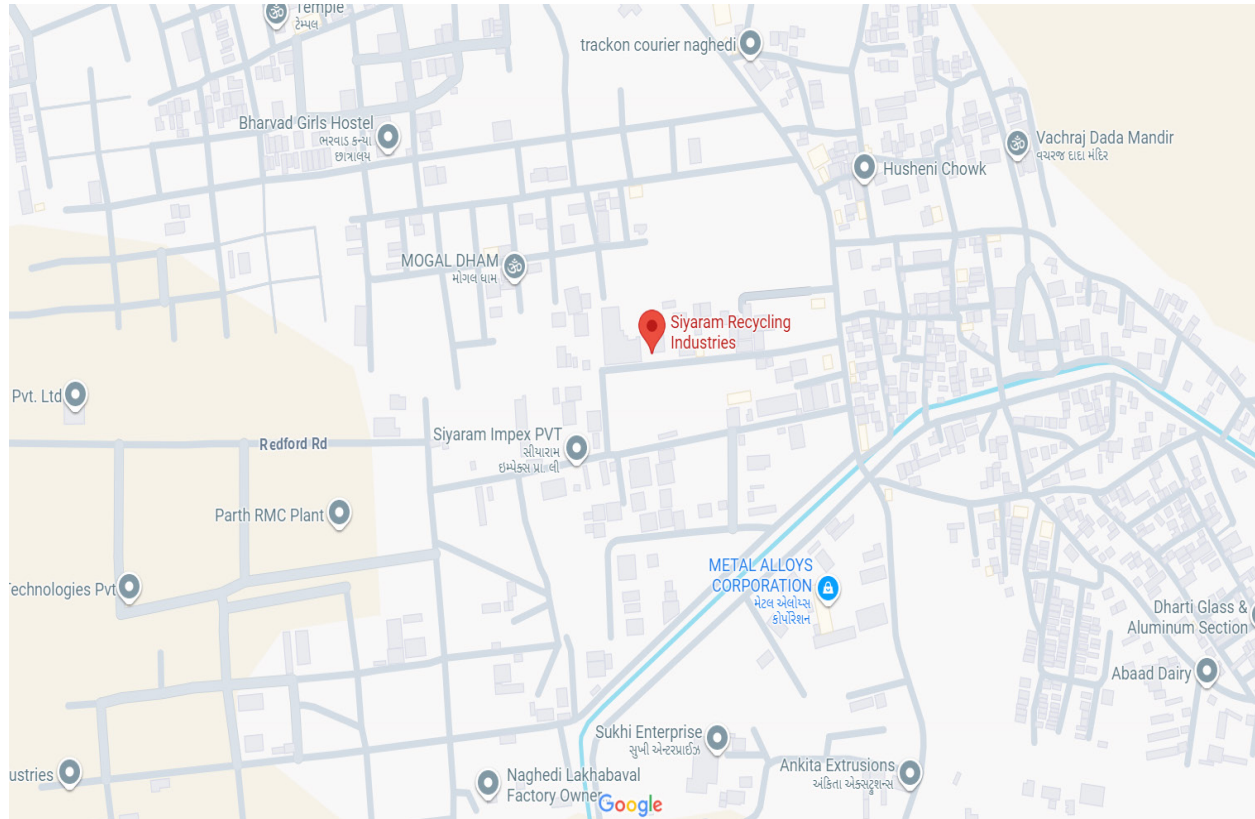 Temple
ટેમ્પલ
trackon courier naghedi
Bharvad Girls Hostel
ભરવાડ કન્યા
છાત્રાલય
Vachraj Dada Mandir
વચરજ દાદા મંદિર
Husheni Chowk
MOGAL DHAM
મોગલ ધામ
Siyaram Recycling
Industries
Pvt. Ltd
Redford Rd
Siyaram Impex PVT
સીયારામ
ઇમ્પેક્સ પ્રા. લી
Parth RMC Plant
METAL ALLOYS
CORPORATION
મેટલ એલોય્સ
કોર્પોરેશન
Technologies Pvt
Dharti Glass &
Aluminum Section
Abaad Dairy
Sukhi Enterprise
સુખી એન્ટરપ્રાઈઝ
Ankita Extrusions
અંકિતા એક્સટ્રુશન્સ
ustries
Naghedi Lakhabaval
Factory Owner
Google